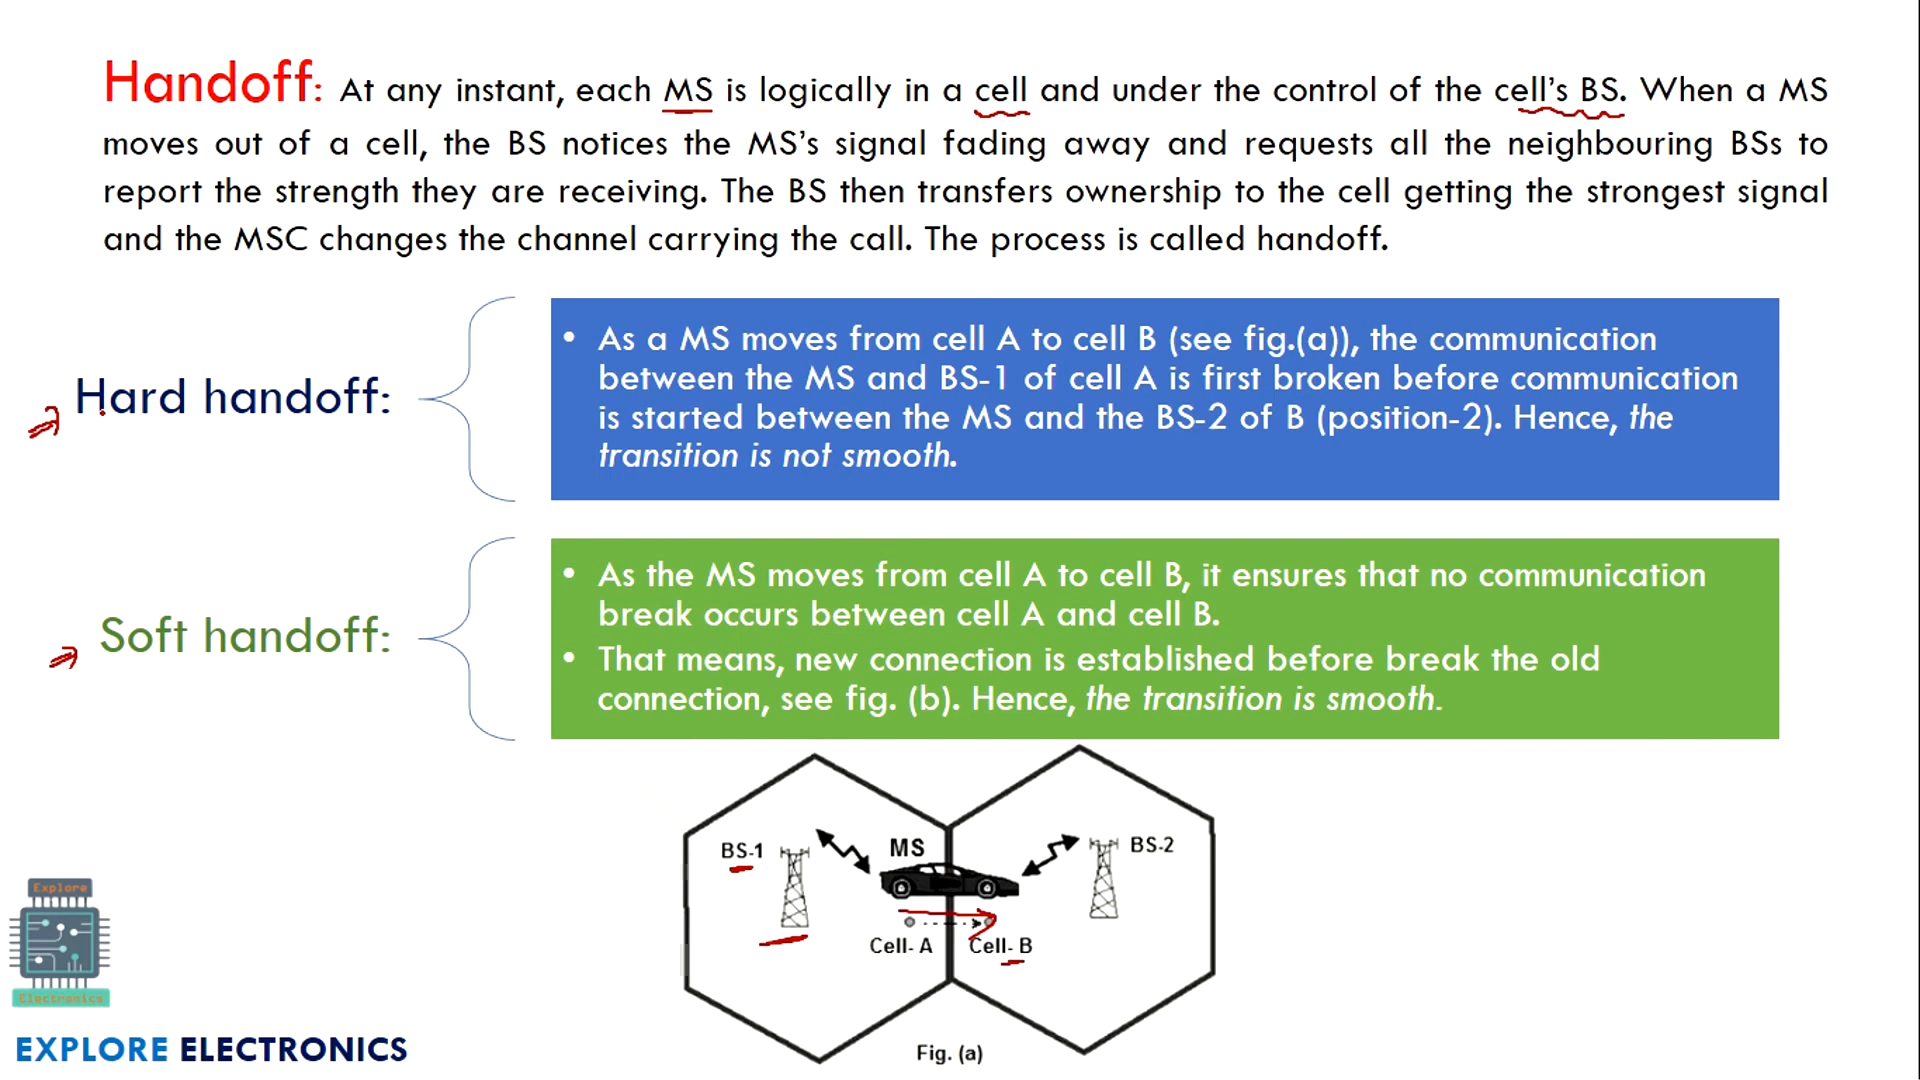 Handoff: At any instant, each MS is logically in a cell and under the control of the cell's BS. When a MS
moves out of a cell, the BS notices the MS's signal fading away and requests all the neighbouring BSs to
report the strength they are receiving. The BS then transfers ownership to the cell getting the strongest signal
and the MSC changes the channel carrying the call. The process is called handoff.
Hard handoff:
• As a MS moves from cell A to cell B (see fig.(a)), the communication
between the MS and BS-1 of cell A is first broken before communication
is started between the MS and the BS-2 of B (position-2). Hence, the
transition is not smooth.
Soft handoff:
• As the MS moves from cell A to cell B, it ensures that no communication
break occurs between cell A and cell B.
• That means, new connection is established before break the old
connection, see fig. (b). Hence, the transition is smooth.
BS-1
MS
BS-2
Cell- A
Cell- B
Fig. (a)
Explore
Electronics
EXPLORE ELECTRONICS